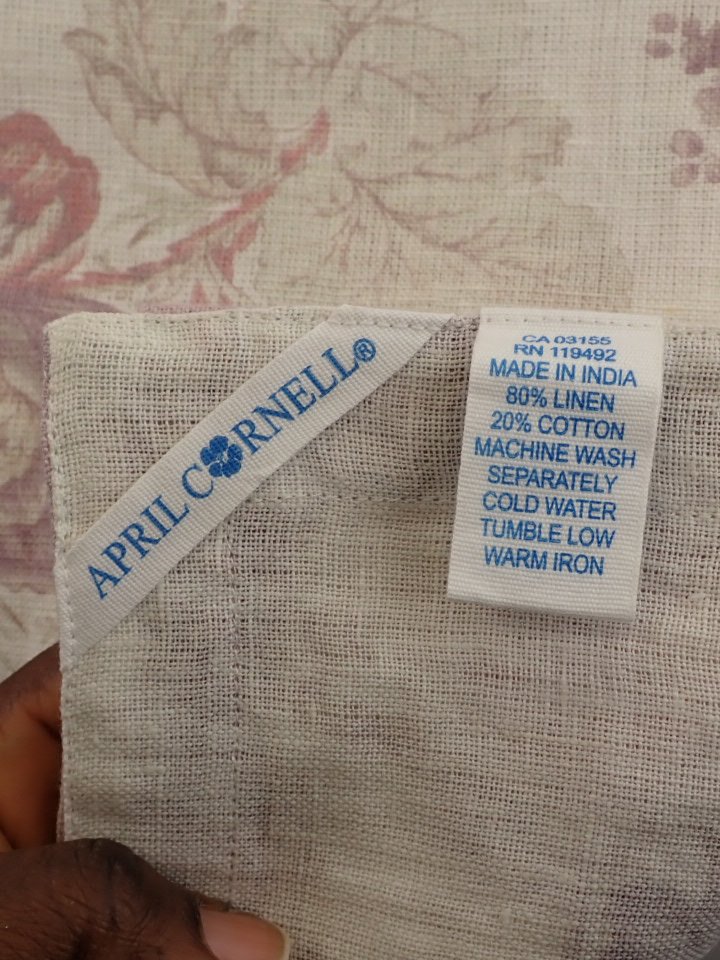 APRIL CORNELL®
CA 03155
RN 119492
MADE IN INDIA
80% LINEN
20% COTTON
MACHINE WASH
SEPARATELY
COLD WATER
TUMBLE LOW
WARM IRON